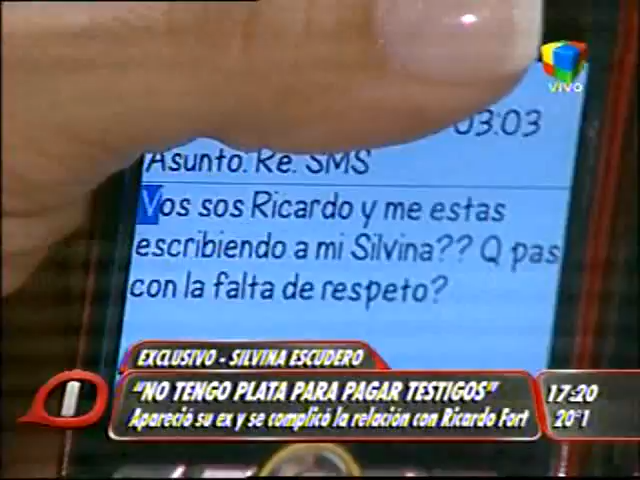 VIVO
03:03
Asunto: Re: SMS
Vos sos Ricardo y me estas
escribiendo a mi Silvina?? Q pas
con la falta de respeto?
EXCLUSIVO - SILVINA ESCUDERO
"NO TENGO PLATA PARA PAGAR TESTIGOS"
Apareció su ex y se complicó la relación con Ricardo Fort
17:20
20°1